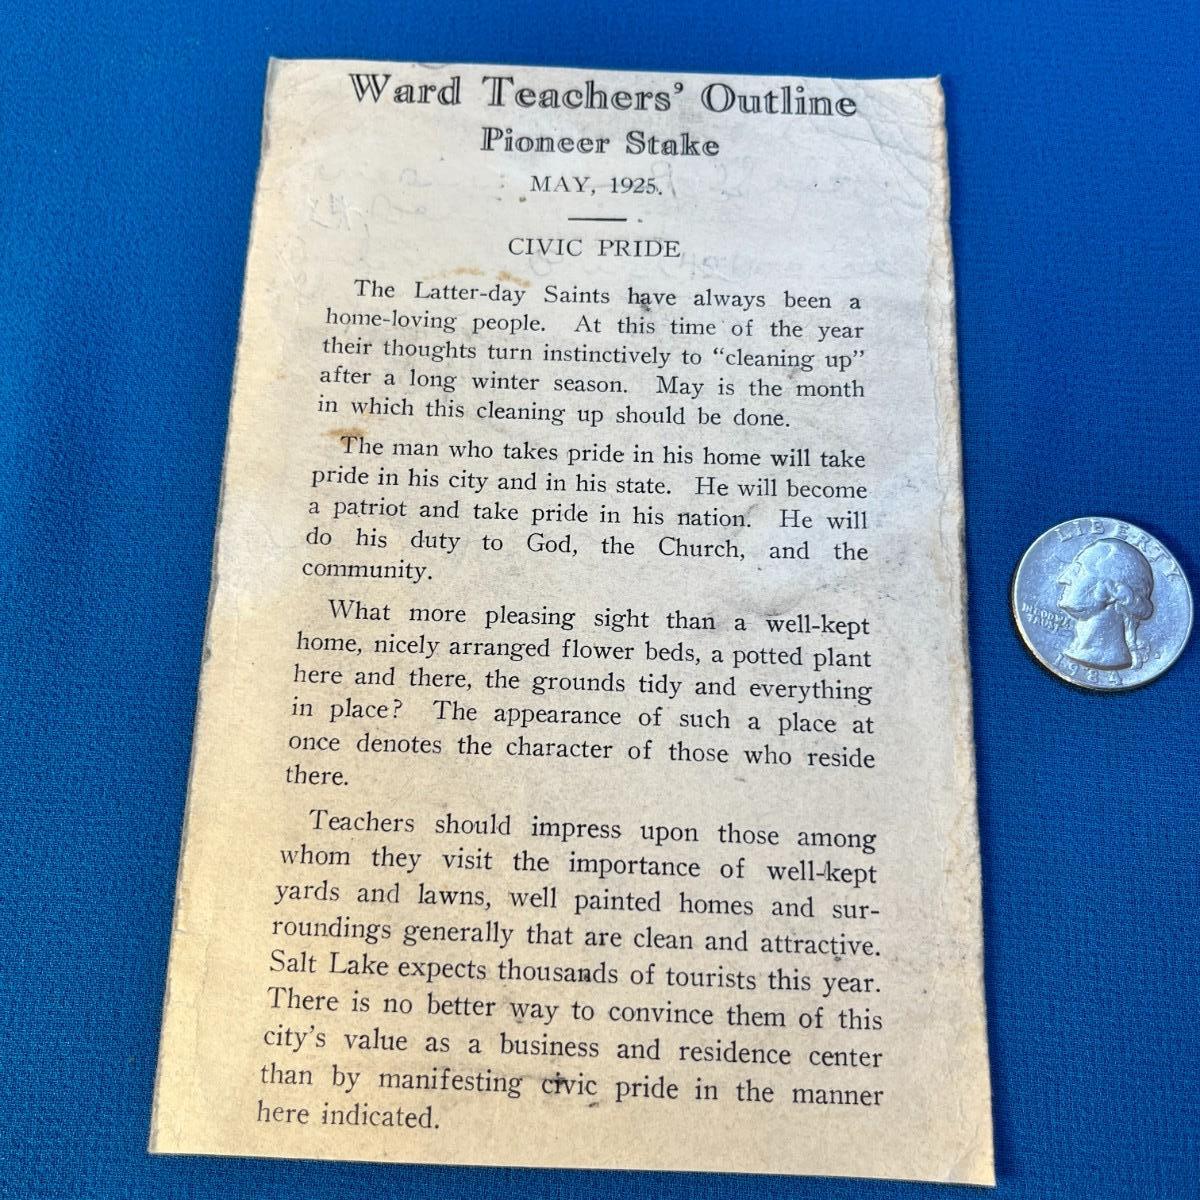 Ward Teachers' Outline
Pioneer Stake
MAY, 1925.
CIVIC PRIDE
The Latter-day Saints have always been a
home-loving people. At this time of the year
their thoughts turn instinctively to "cleaning up"
after a long winter season. May is the month
in which this cleaning up should be done.
The man who takes pride in his home will take
pride in his city and in his state. He will become
a patriot and take pride in his nation. He will
do his duty to God, the Church, and the
community.
What more pleasing sight than a well-kept
home, nicely arranged flower beds, a potted plant
here and there, the grounds tidy and everything
in place? The appearance of such a place at
once denotes the character of those who reside
there.
Teachers should impress upon those among
whom they visit the importance of well-kept
yards and lawns, well painted homes and sur-
roundings generally that are clean and attractive.
Salt Lake expects thousands of tourists this year.
There is no better way to convince them of this
city's value as a business and residence center
than by manifesting civic pride in the manner
here indicated.
LIBERTY
IN GOD WE
TRUST
1984